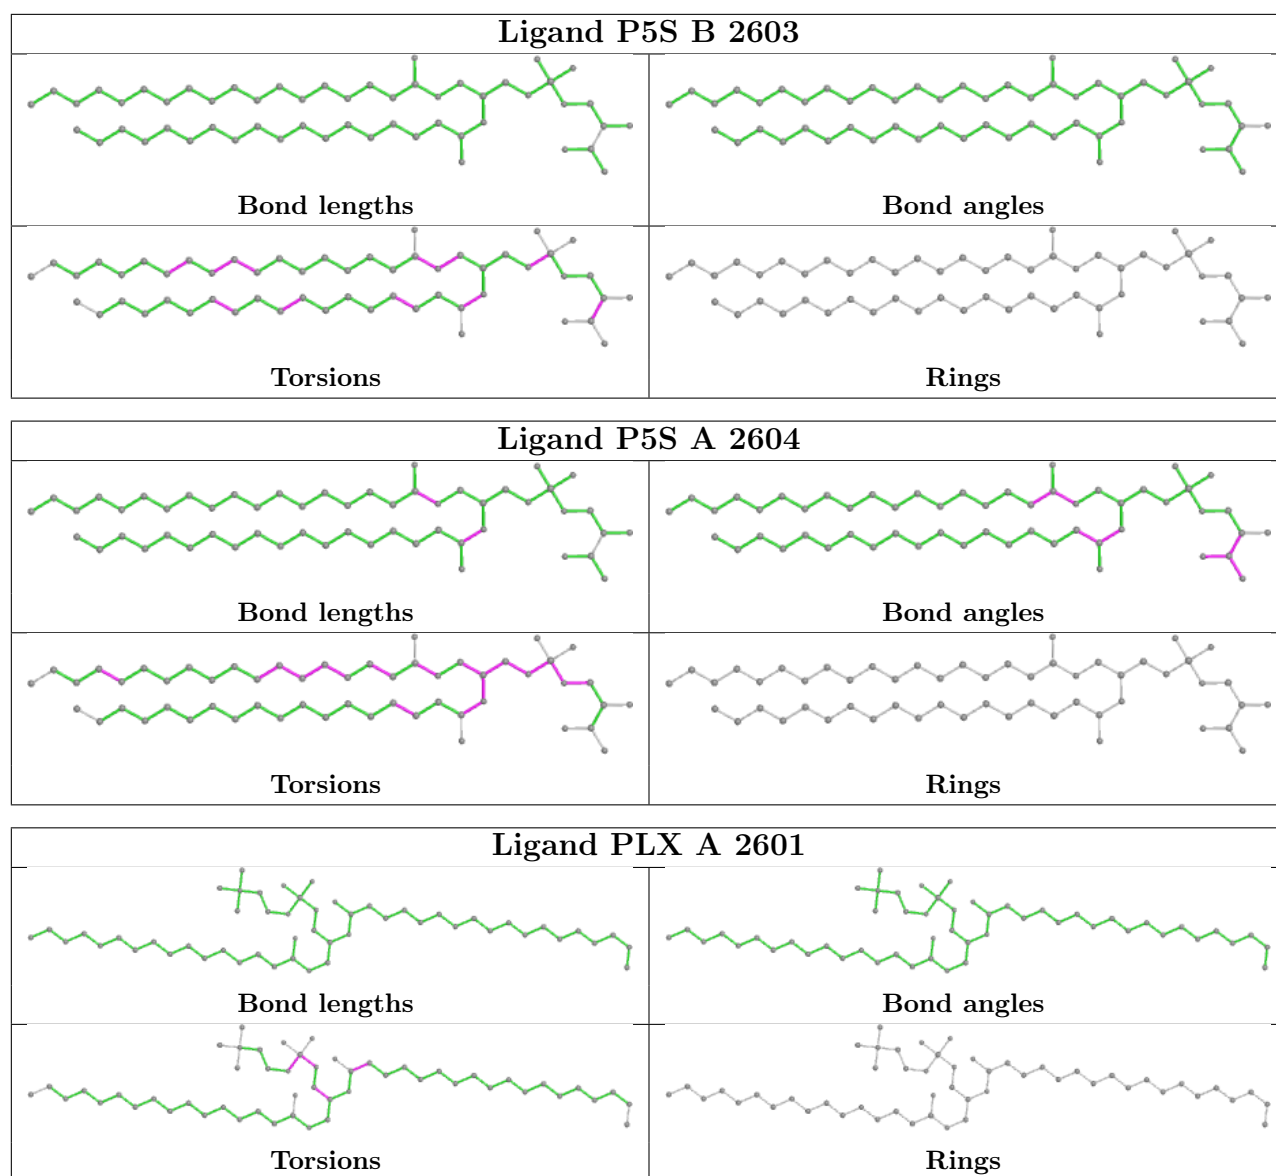 Ligand P5S B 2603
Bond lengths Bond angles
Torsions Rings
Ligand P5S A 2604
Bond lengths Bond angles
Torsions Rings
Ligand PLX A 2601
Bond lengths Bond angles
Torsions Rings